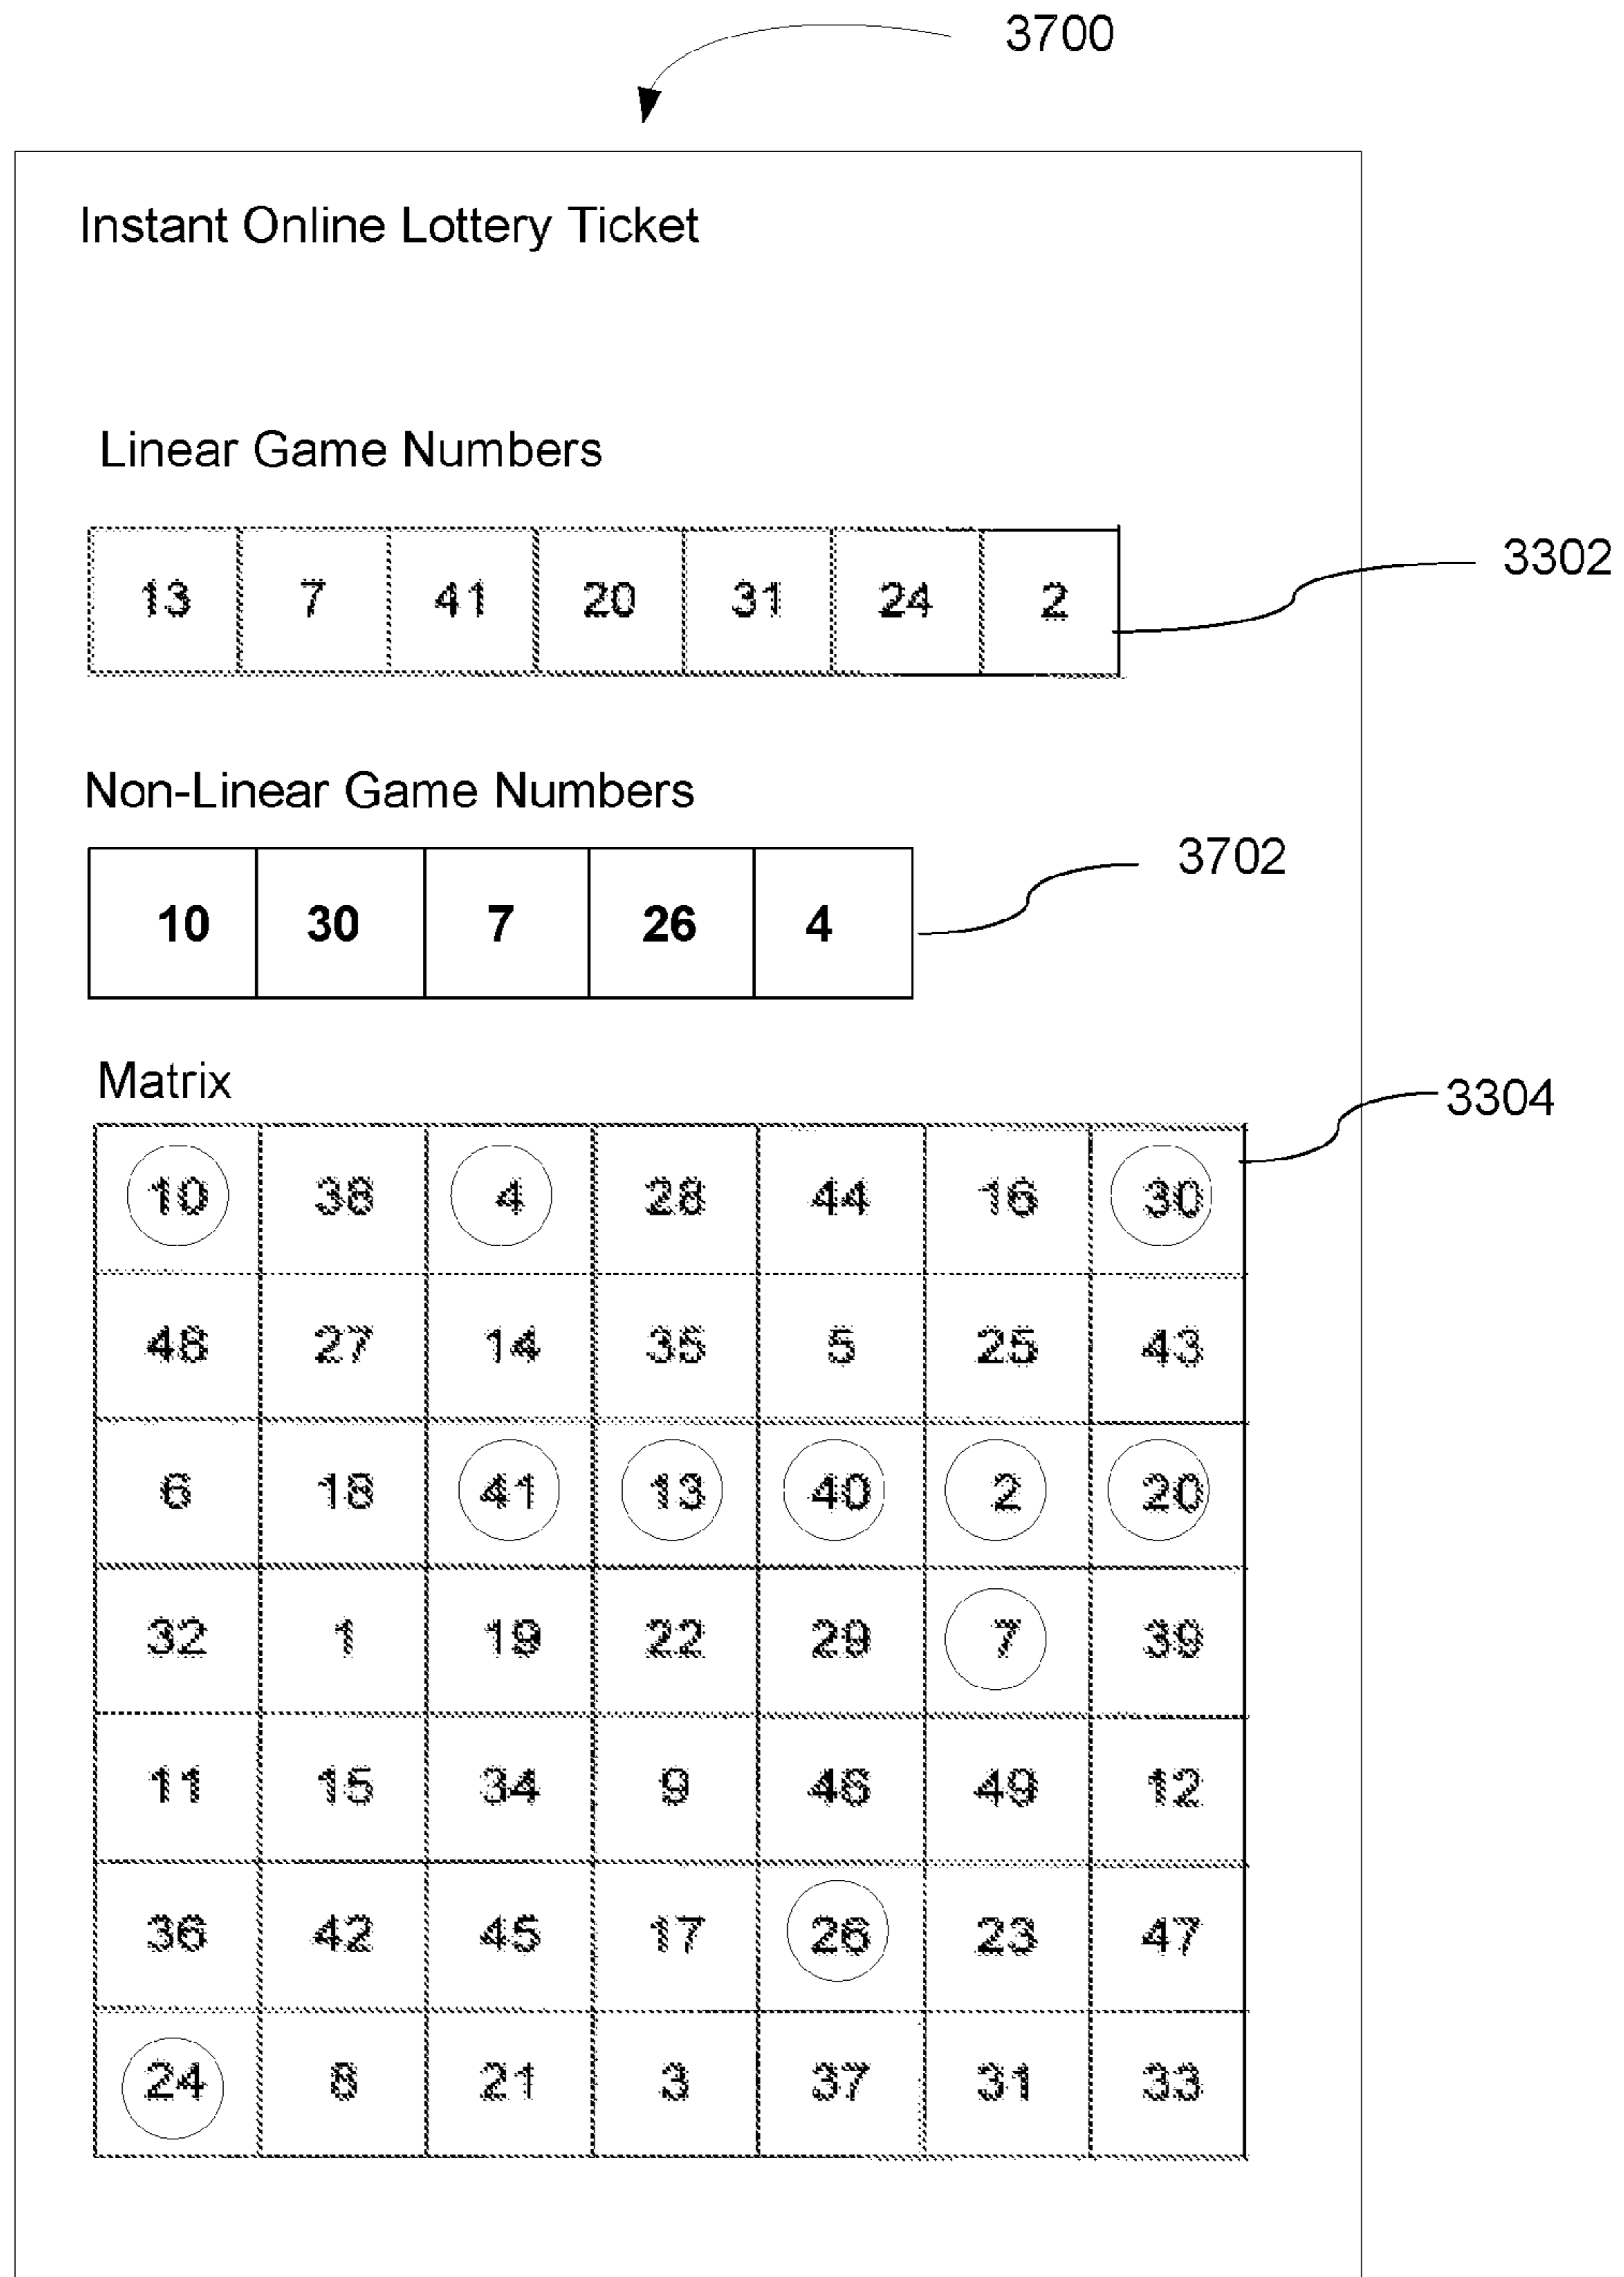 3700
Instant Online Lottery Ticket
Linear Game Numbers
13 7 41 20 31 24 2
3302
Non-Linear Game Numbers
10 30 7 26 4
3702
Matrix
3304
10 38 4 28 44 16 30
48 27 14 35 5 25 43
6 18 41 13 40 2 20
32 1 19 22 29 7 39
11 15 34 9 46 49 12
36 42 45 17 26 23 47
24 8 21 3 37 31 33